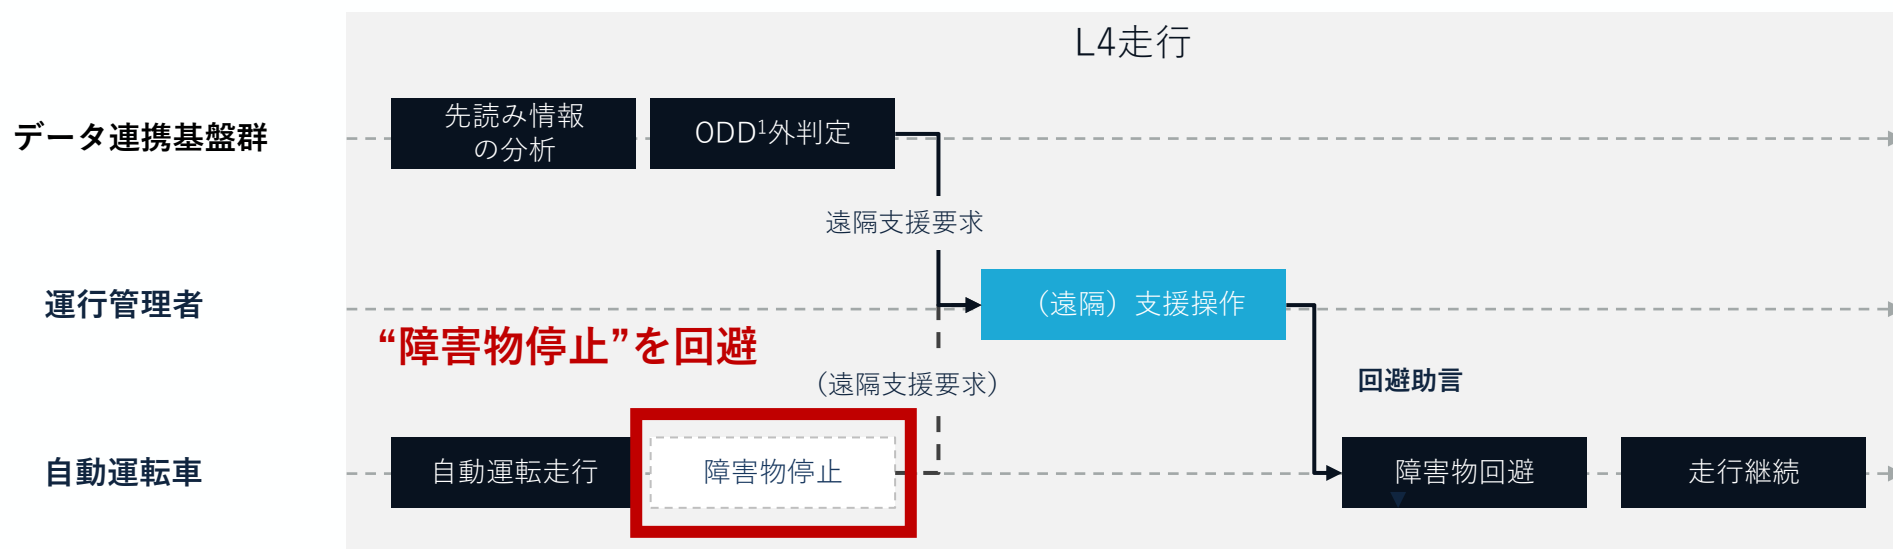 L4走行
データ連携基盤群
先読み情報
の分析
ODD¹外判定
遠隔支援要求
運行管理者
（遠隔）支援操作
“障害物停止”を回避
（遠隔支援要求）
回避助言
自動運転車
自動運転走行
障害物停止
障害物回避
走行継続